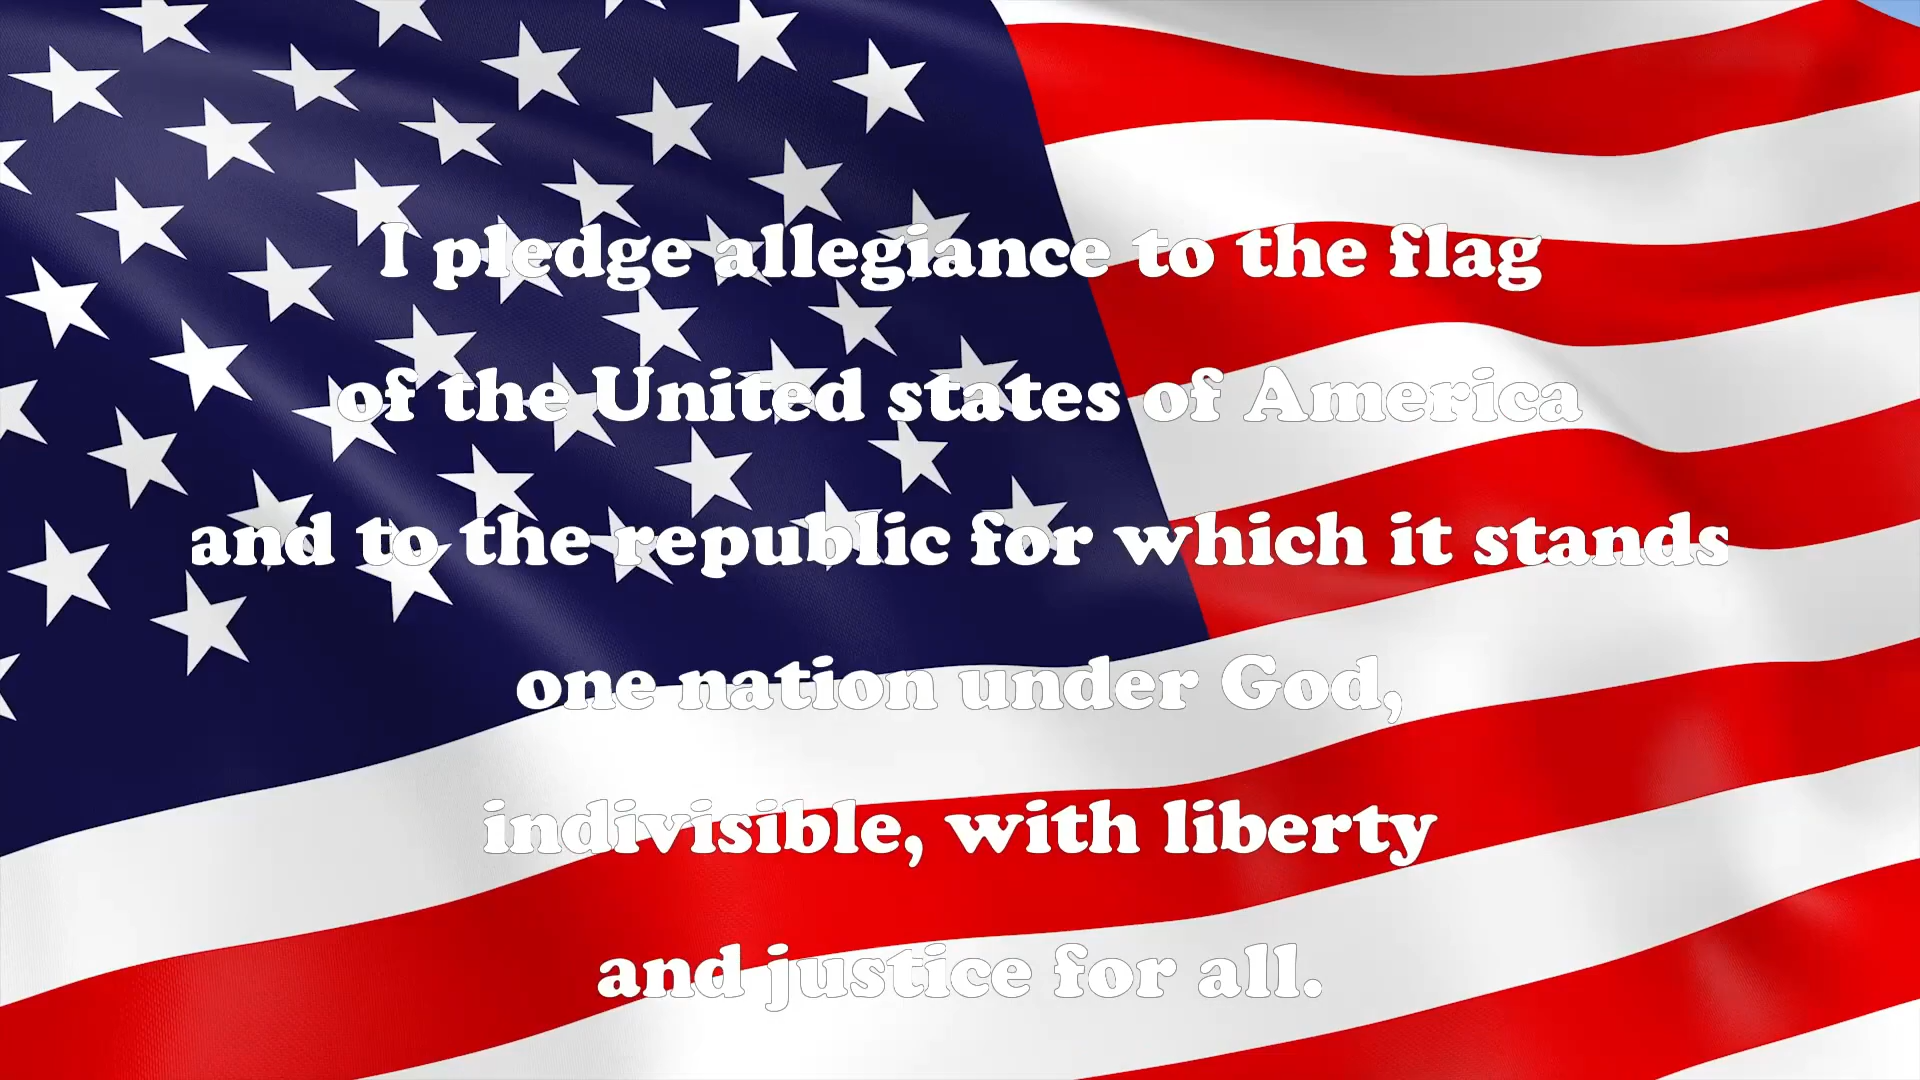 I pledge allegiance to the flag
of the United states of America
and to the republic for which it stands
one nation under God,
indivisible, with liberty
and justice for all.